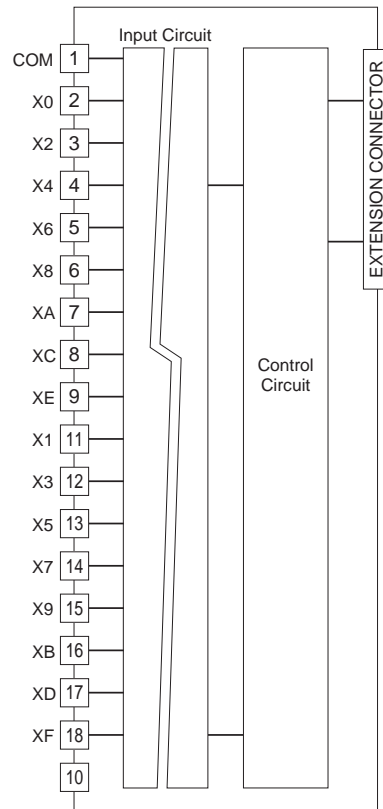 Input Circuit
COM 1
X0 2
X2 3
X4 4
X6 5
X8 6
XA 7
XC 8
XE 9
X1 11
X3 12
X5 13
X7 14
X9 15
XB 16
XD 17
XF 18
10
Control
Circuit
EXTENSION CONNECTOR